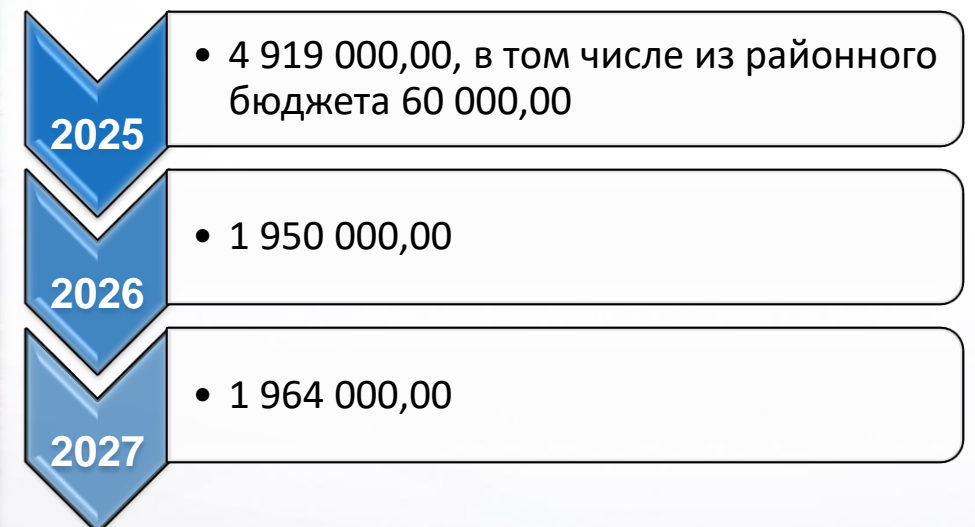 2025
• 4 919 000,00, в том числе из районного
бюджета 60 000,00
2026
• 1 950 000,00
2027
• 1 964 000,00